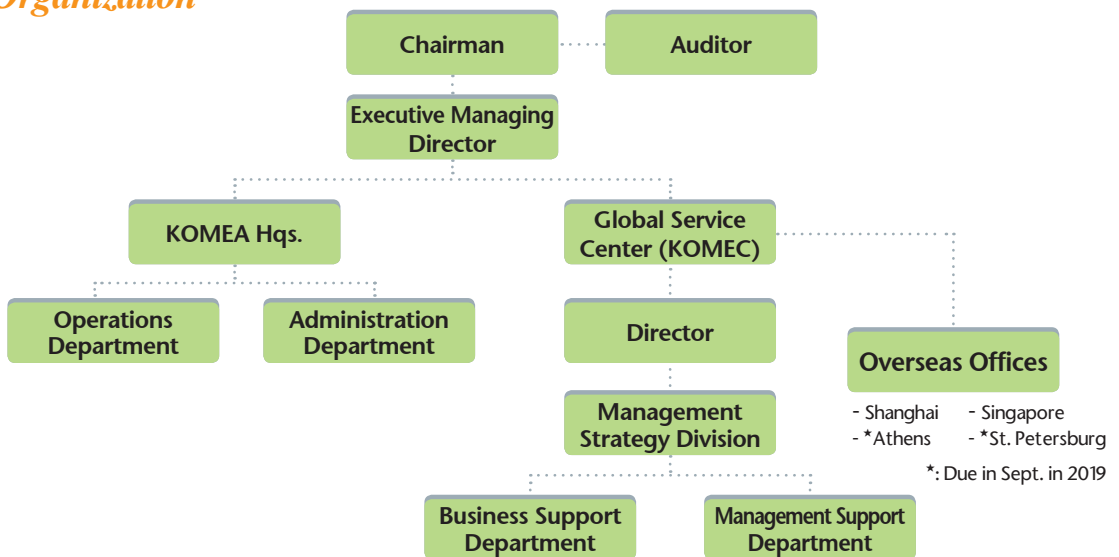 Organization
Chairman
Auditor
Executive Managing
Director
KOMEA Hqs.
Global Service
Center (KOMEC)
Operations
Department
Administration
Department
Director
Overseas Offices
- Shanghai - Singapore
- ★Athens - ★St. Petersburg
★: Due in Sept. in 2019
Management
Strategy Division
Business Support
Department
Management Support
Department